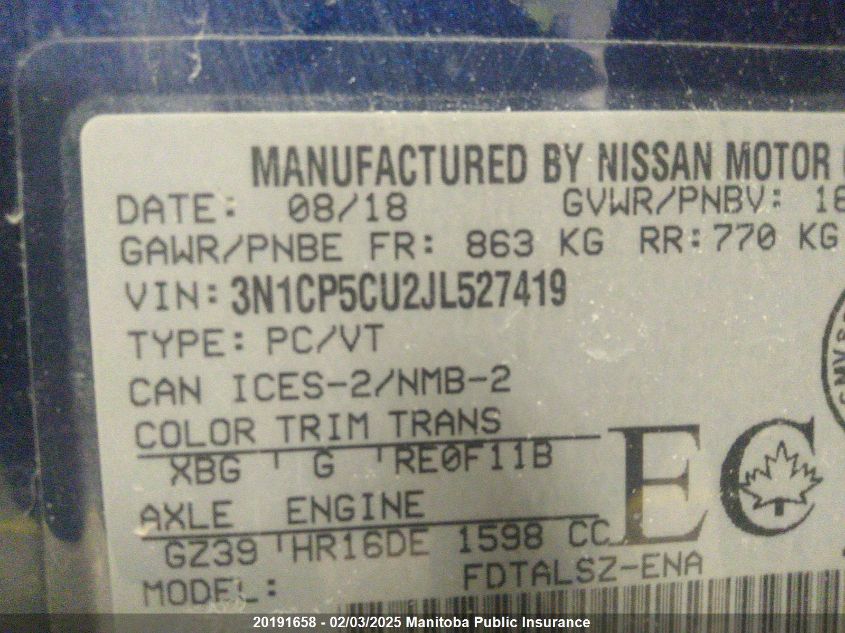 MANUFACTURED BY NISSAN MOTOR
DATE: 08/18 GVWR/PNBV: 16
GAWR/PNBE FR: 863 KG RR: 770 KG
VIN: 3N1CP5CU2JL527419
TYPE: PC/VT
CAN ICES-2/NMB-2
COLOR TRIM TRANS
XBG G RE0F11B
AXLE ENGINE
GZ39 HR16DE 1598 CC
EC
MODEL: FDTALSZ-ENA
20191658 - 02/03/2025 Manitoba Public Insurance